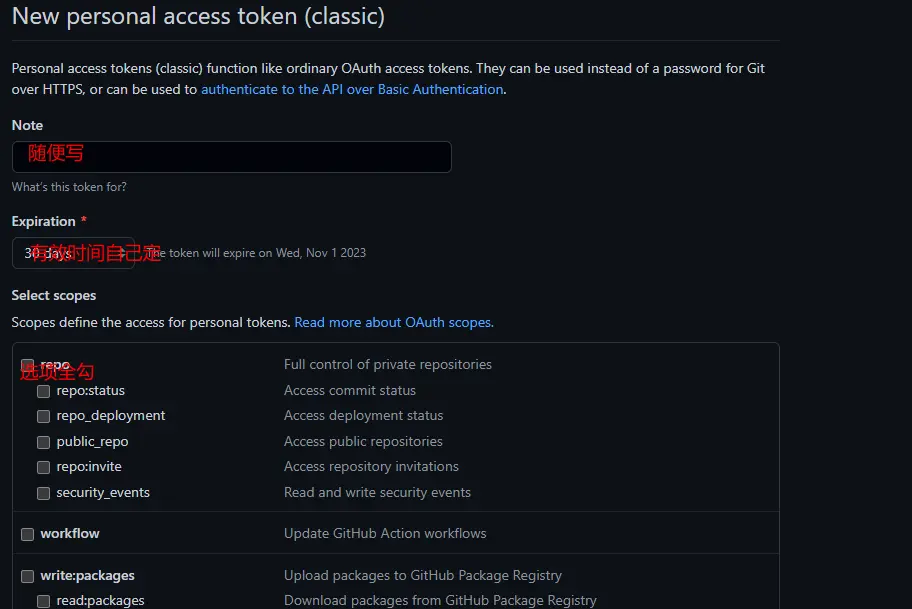 New personal access token (classic)
Personal access tokens (classic) function like ordinary OAuth access tokens. They can be used instead of a password for Git
over HTTPS, or can be used to authenticate to the API over Basic Authentication.
Note
随便写
What's this token for?
Expiration *
30 days
有效时间自己定
The token will expire on Wed, Nov 1 2023
Select scopes
Scopes define the access for personal tokens. Read more about OAuth scopes.
repo Full control of private repositories
选项全勾
repo:status Access commit status
repo_deployment Access deployment status
public_repo Access public repositories
repo:invite Access repository invitations
security_events Read and write security events
workflow Update GitHub Action workflows
write:packages Upload packages to GitHub Package Registry
read:packages Download packages from GitHub Package Registry